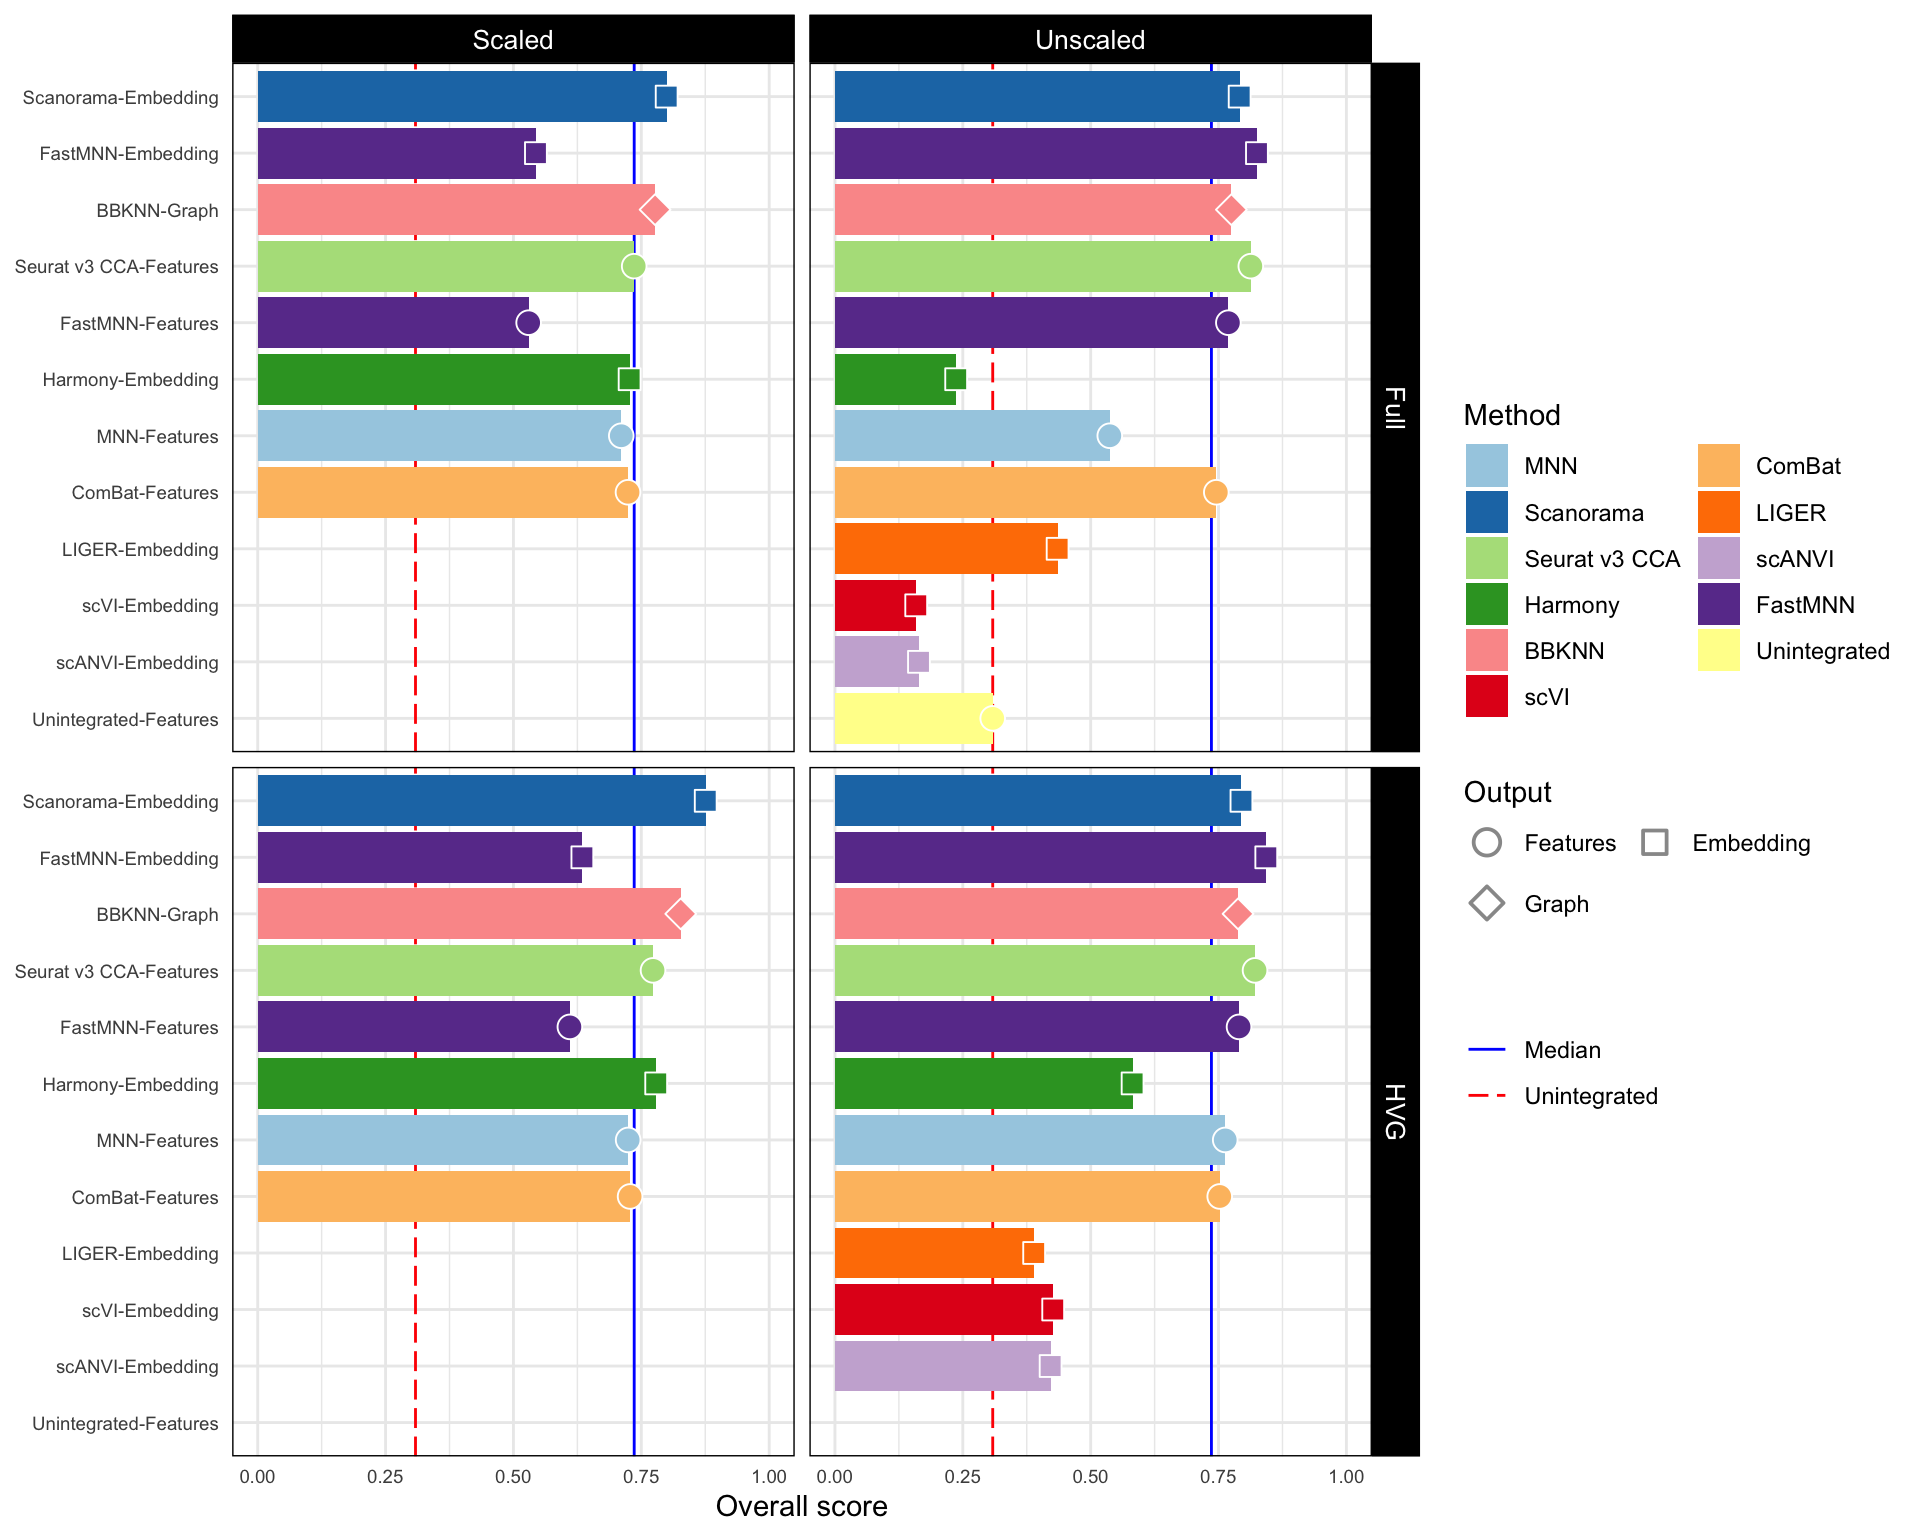 Scaled
Unscaled
Scanorama-Embedding
FastMNN-Embedding
BBKNN-Graph
Seurat v3 CCA-Features
FastMNN-Features
Harmony-Embedding
MNN-Features
ComBat-Features
LIGER-Embedding
scVI-Embedding
scANVI-Embedding
Unintegrated-Features
Full
Scanorama-Embedding
FastMNN-Embedding
BBKNN-Graph
Seurat v3 CCA-Features
FastMNN-Features
Harmony-Embedding
MNN-Features
ComBat-Features
LIGER-Embedding
scVI-Embedding
scANVI-Embedding
Unintegrated-Features
HVG
0.00 0.25 0.50 0.75 1.00
0.00 0.25 0.50 0.75 1.00
Overall score
Method
MNN
Scanorama
Seurat v3 CCA
Harmony
BBKNN
scVI
ComBat
LIGER
scANVI
FastMNN
Unintegrated
Output
Features
Embedding
Graph
Median
Unintegrated